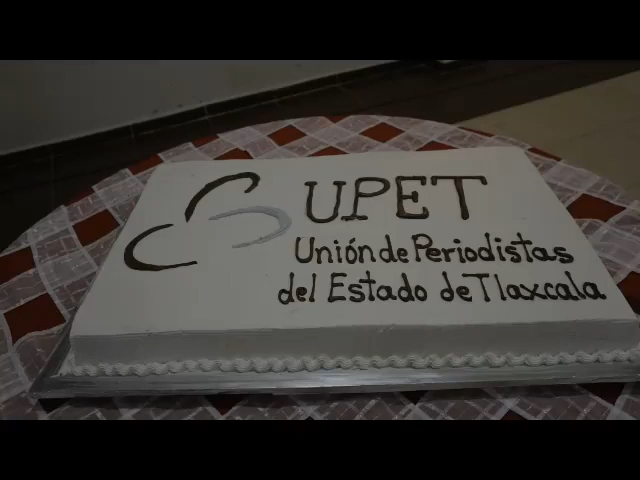 UPET
Unión de Periodistas
del Estado de Tlaxcala